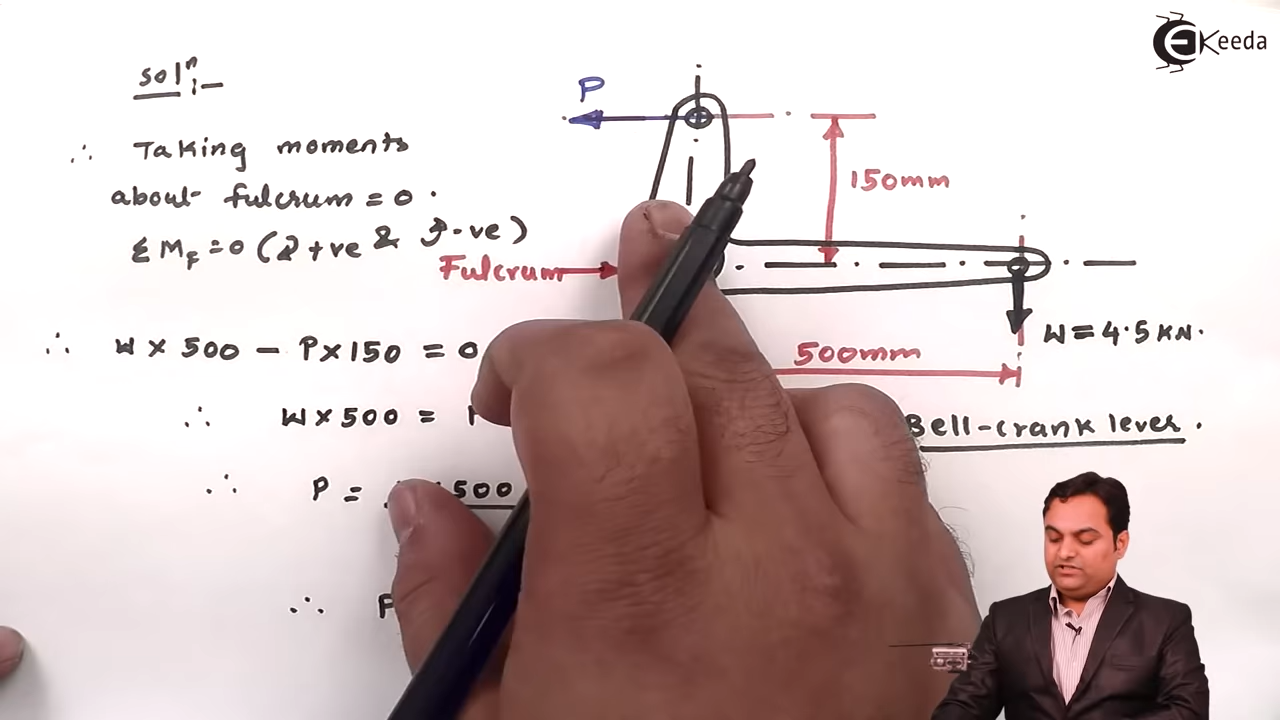 solⁿ :-
∴ Taking moments
about fulcrum = 0.
ΣM_F = 0 (↻ +ve & ↺ -ve)
∴ W × 500 - P × 150 = 0
∴ W × 500 =
∴ P = 500
∴
P
150mm
Fulcrum
W = 4.5 KN.
500mm
Bell-crank lever.
EKeeda